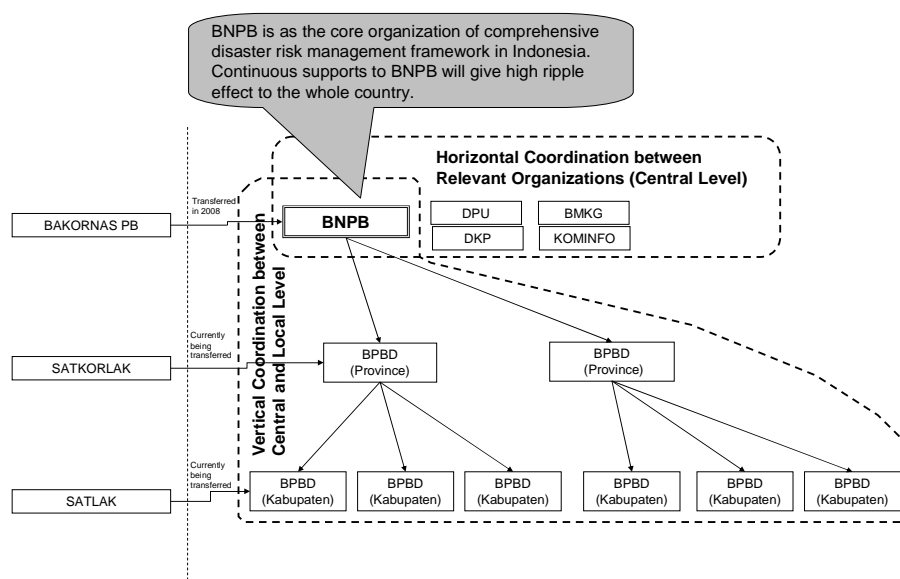 BNPB is as the core organization of comprehensive
disaster risk management framework in Indonesia.
Continuous supports to BNPB will give high ripple
effect to the whole country.
Horizontal Coordination between
Relevant Organizations (Central Level)
Transferred
in 2008
BAKORNAS PB
BNPB
DPU
BMKG
DKP
KOMINFO
Vertical Coordination between
Central and Local Level
Currently
being
transferred
SATKORLAK
BPBD
(Province)
BPBD
(Province)
Currently
being
transferred
SATLAK
BPBD
(Kabupaten)
BPBD
(Kabupaten)
BPBD
(Kabupaten)
BPBD
(Kabupaten)
BPBD
(Kabupaten)
BPBD
(Kabupaten)